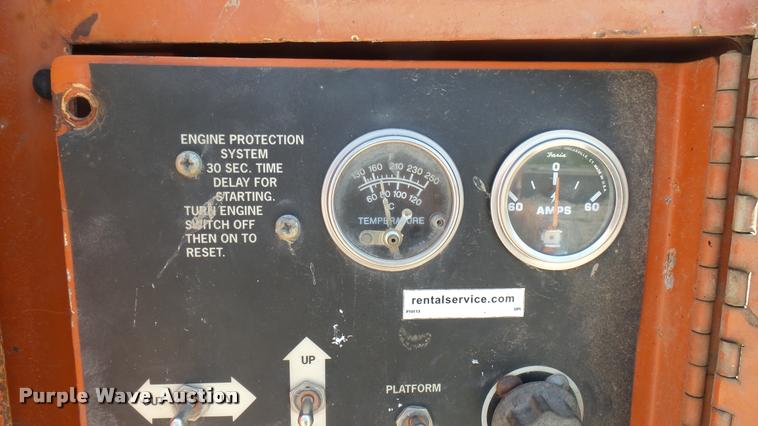 ENGINE PROTECTION
SYSTEM
30 SEC. TIME
DELAY FOR
STARTING.
TURN ENGINE
SWITCH OFF
THEN ON TO
RESET.
130 160 210 230 250
60 80 100 120
°C
TEMPERATURE
Faria
0
60 AMPS 60
rentalservice.com
UP
PLATFORM
Purple Wave Auction